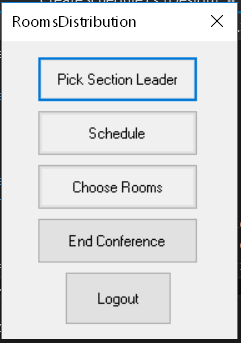 RoomsDistribution
Pick Section Leader
Schedule
Choose Rooms
End Conference
Logout